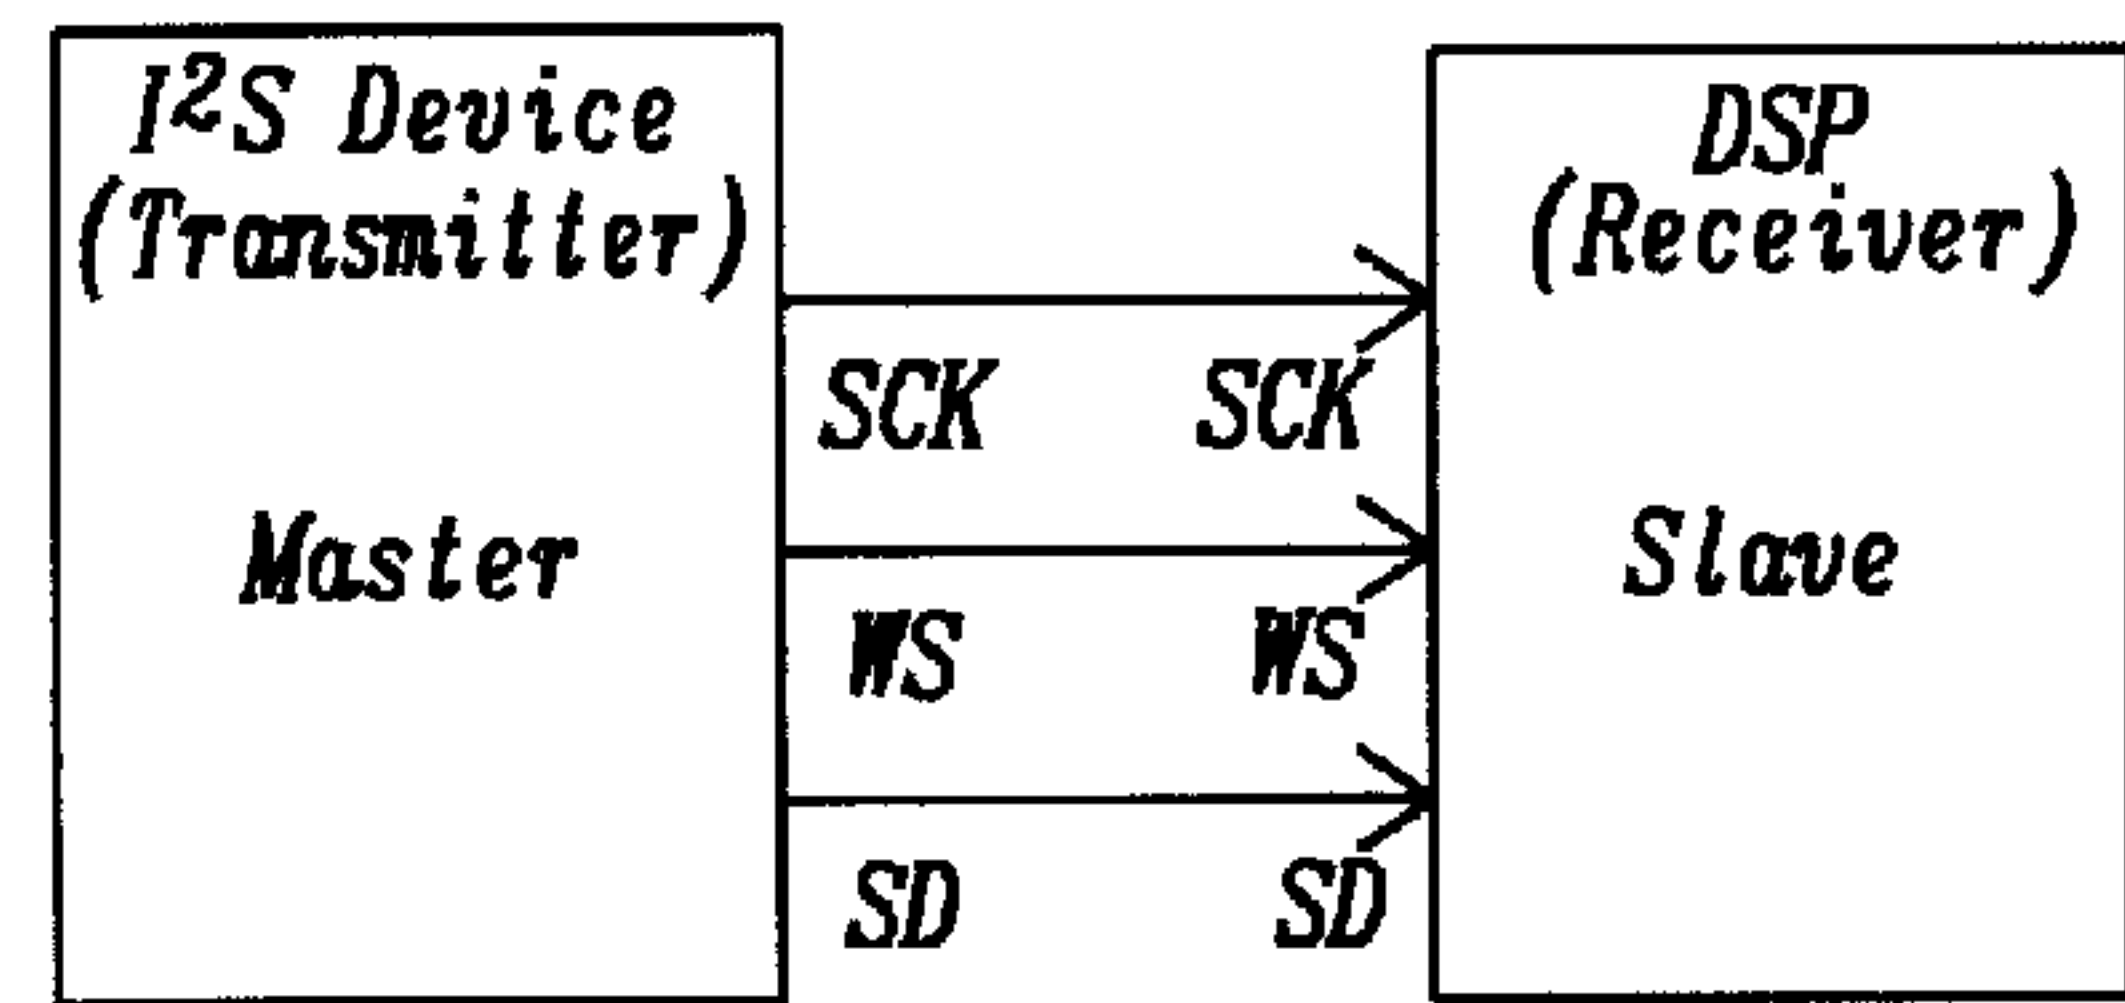 I²S Device
(Transmitter)
Master
SCK SCK
WS WS
SD SD
DSP
(Receiver)
Slave